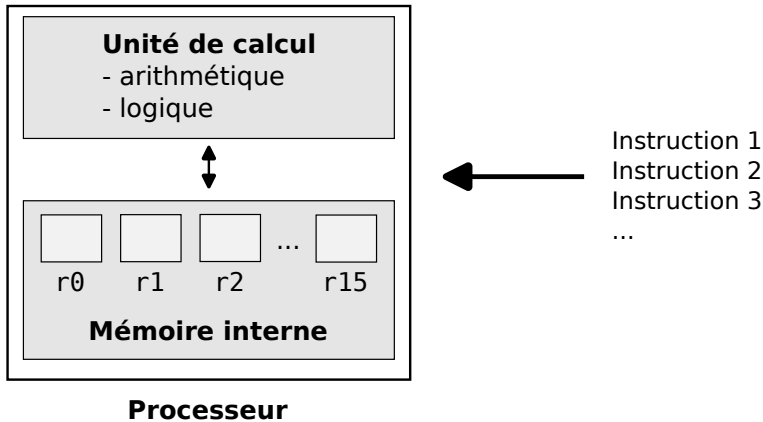 Unité de calcul
- arithmétique
- logique
Instruction 1
Instruction 2
Instruction 3
...
...
r0 r1 r2 r15
Mémoire interne
Processeur